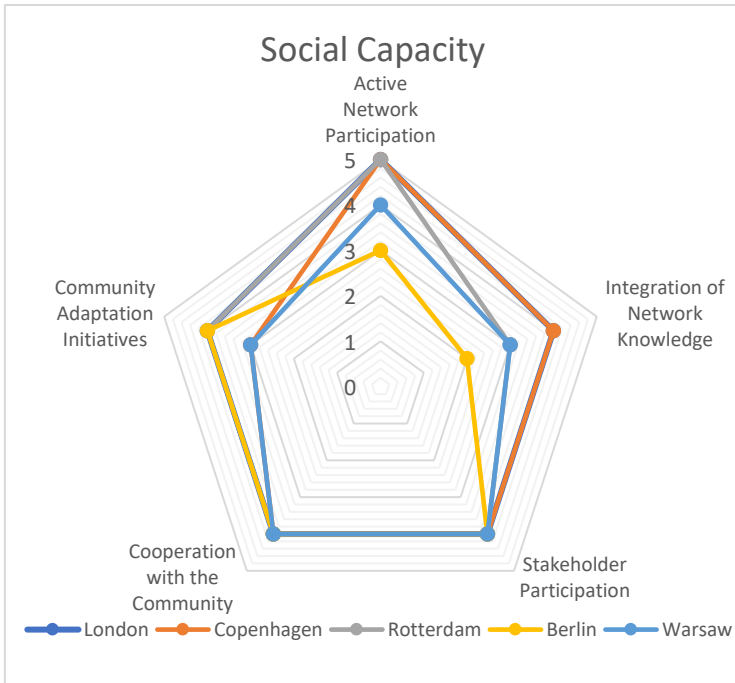 Social Capacity
Active
Network
Participation
5
4
3
2
1
0
Community
Adaptation
Initiatives
Integration of
Network
Knowledge
Cooperation
with the
Community
Stakeholder
Participation
London Copenhagen Rotterdam Berlin Warsaw